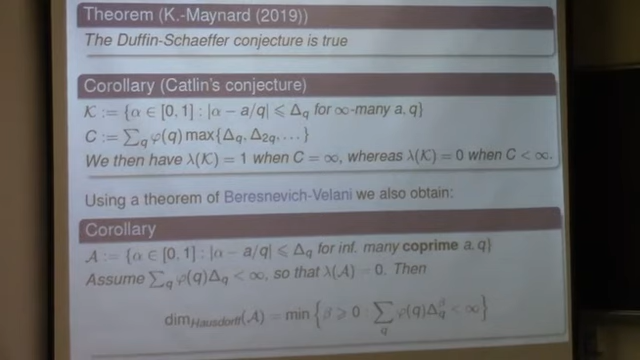 Theorem (K.-Maynard (2019))
The Duffin-Schaeffer conjecture is true
Corollary (Catlin's conjecture)
𝒦 := {α ∈ [0, 1] : |α − a/q| ⩽ Δ_q for ∞-many a, q}
C := ∑_q φ(q) max{Δ_q, Δ_{2q}, . . . }
We then have λ(𝒦) = 1 when C = ∞, whereas λ(𝒦) = 0 when C < ∞.
Using a theorem of Beresnevich-Velani we also obtain:
Corollary
𝒜 := {α ∈ [0, 1] : |α − a/q| ⩽ Δ_q for inf. many coprime a, q}
Assume ∑_q φ(q)Δ_q < ∞, so that λ(𝒜) = 0. Then
dim_Hausdorff(𝒜) = min { β ⩾ 0 : ∑_q φ(q)Δ_q^β < ∞ }